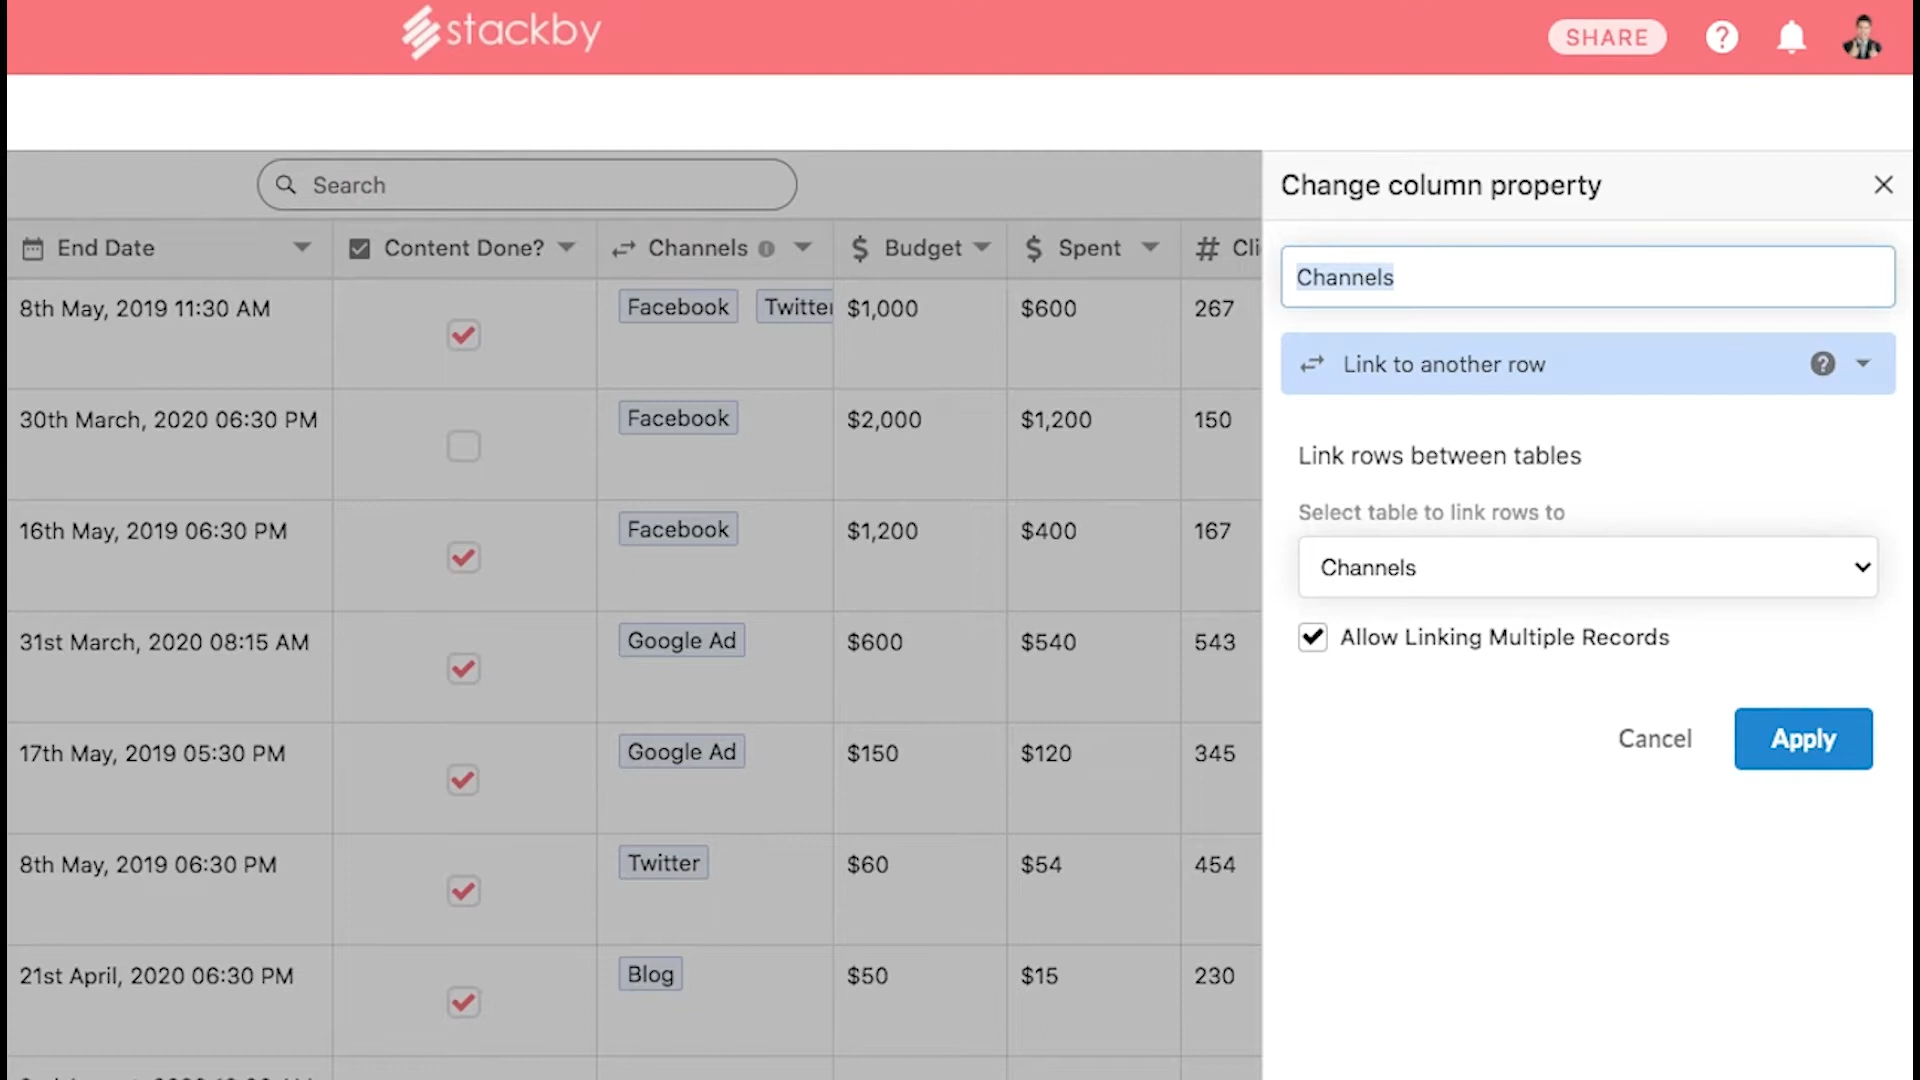 stackby
SHARE
Search
Change column property
End Date Content Done? Channels Budget Spent Cli
Channels
8th May, 2019 11:30 AM Facebook Twitter $1,000 $600 267
Link to another row
30th March, 2020 06:30 PM Facebook $2,000 $1,200 150
Link rows between tables
Select table to link rows to
16th May, 2019 06:30 PM Facebook $1,200 $400 167
Channels
31st March, 2020 08:15 AM Google Ad $600 $540 543
Allow Linking Multiple Records
Cancel Apply
17th May, 2019 05:30 PM Google Ad $150 $120 345
8th May, 2019 06:30 PM Twitter $60 $54 454
21st April, 2020 06:30 PM Blog $50 $15 230